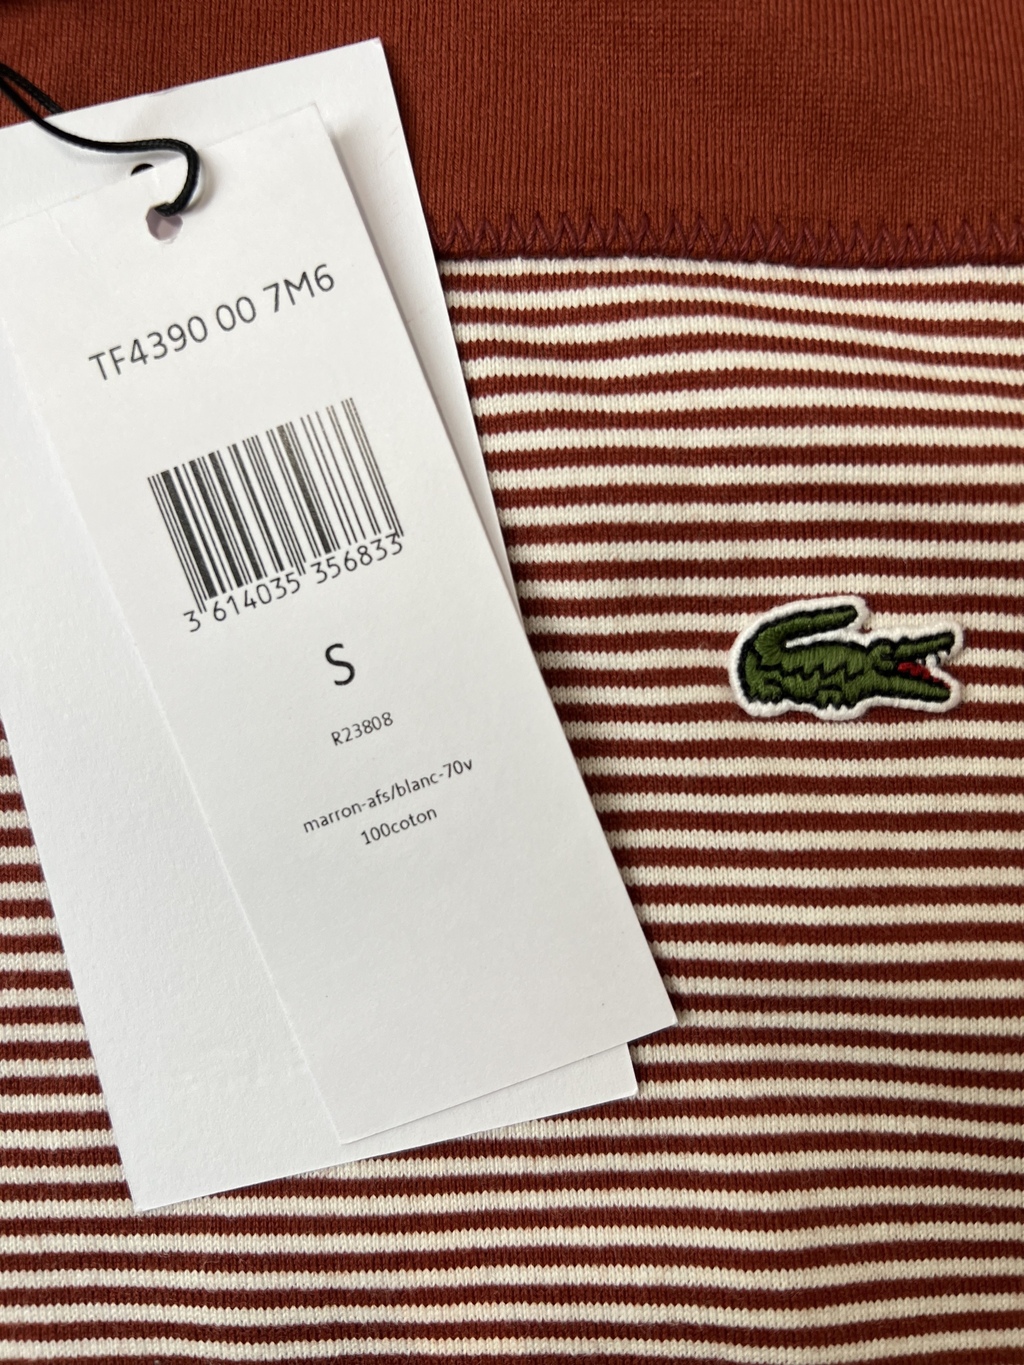 TF4390 00 7M6
3 614035 356833
S
R23808
marron-afs/blanc-70v
100coton